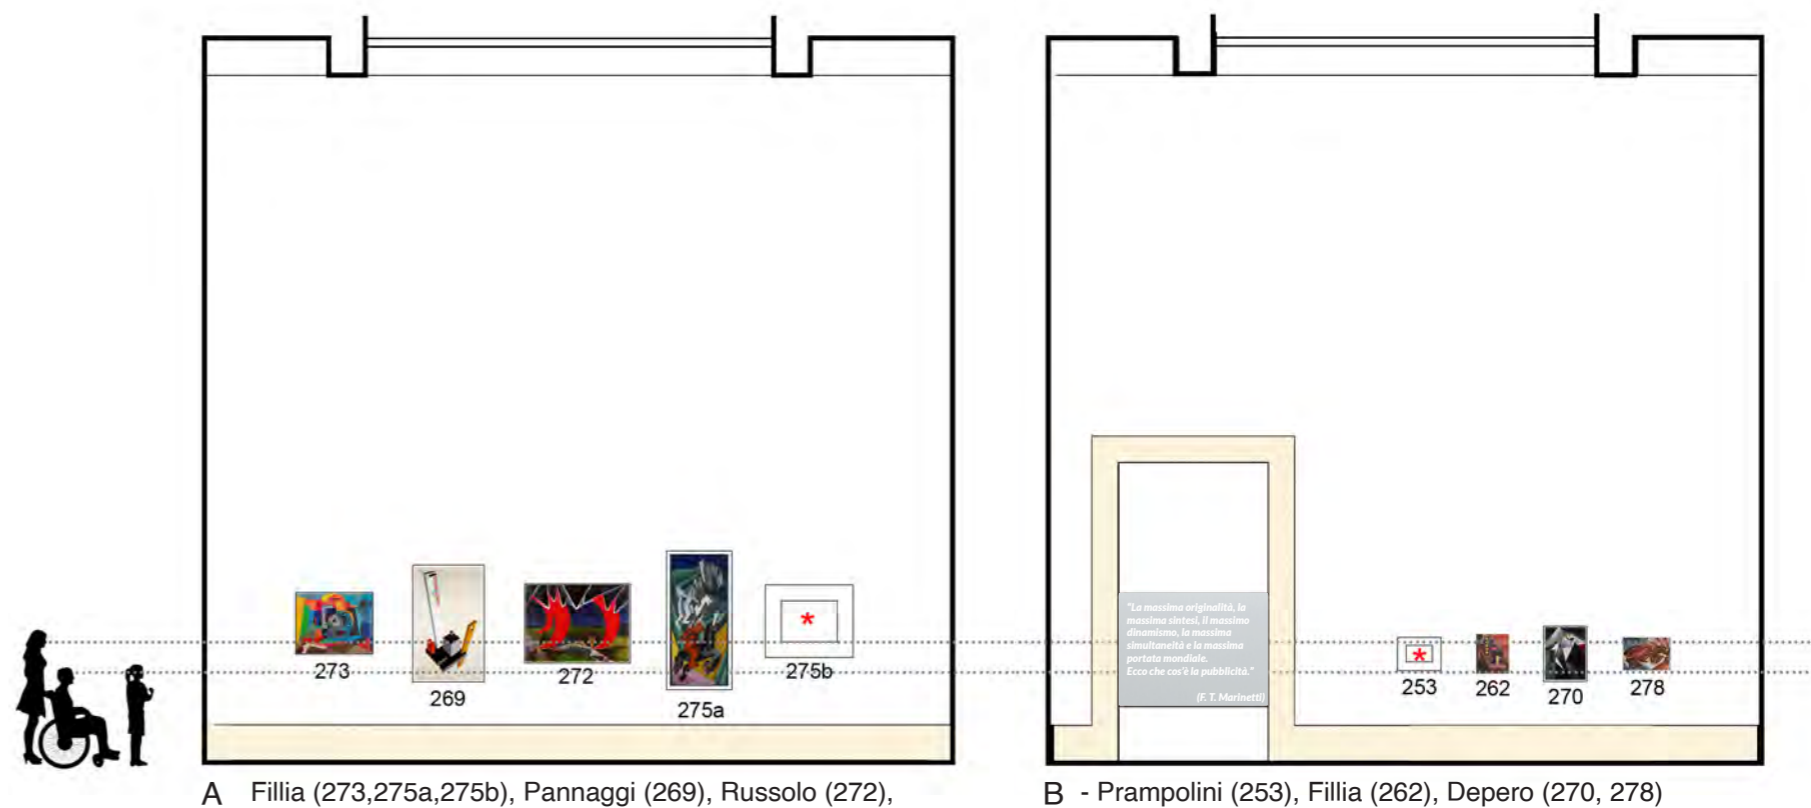 273
269
272
275a
275b
"La massima originalità, la
massima sintesi, il massimo
dinamismo, la massima
simultaneità e la massima
portata mondiale.
Ecco che cos'è la pubblicità."
(F. T. Marinetti)
253
262
270
278
A Fillia (273,275a,275b), Pannaggi (269), Russolo (272),
B - Prampolini (253), Fillia (262), Depero (270, 278)